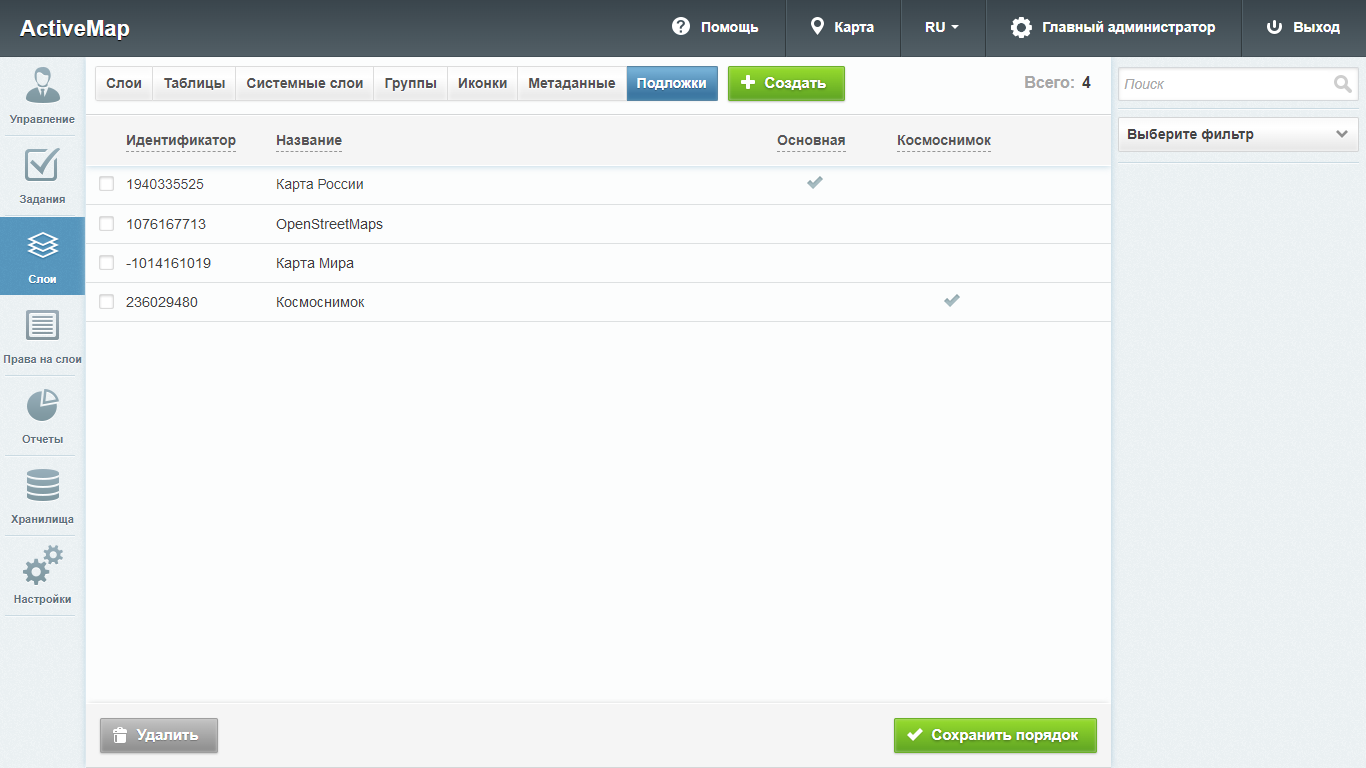 ActiveMap
Помощь
Карта
RU
Главный администратор
Выход
Управление
Задания
Слои
Права на слои
Отчеты
Хранилища
Настройки
Слои Таблицы Системные слои Группы Иконки Метаданные Подложки Создать Всего: 4
Идентификатор Название Основная Космоснимок
1940335525 Карта России
1076167713 OpenStreetMaps
-1014161019 Карта Мира
236029480 Космоснимок
Удалить Сохранить порядок
Поиск
Выберите фильтр